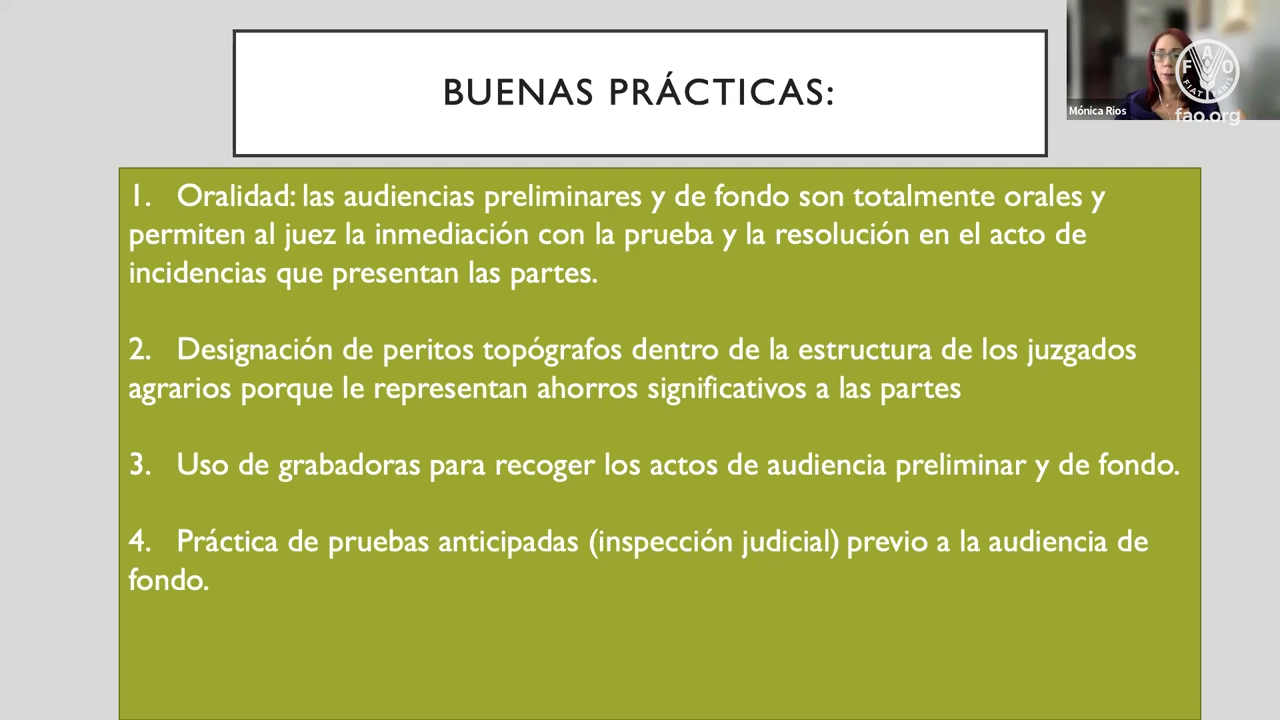 BUENAS PRÁCTICAS:
Mónica Rios
F A O
FIAT PANIS
fao.org
1. Oralidad: las audiencias preliminares y de fondo son totalmente orales y
permiten al juez la inmediación con la prueba y la resolución en el acto de
incidencias que presentan las partes.
2. Designación de peritos topógrafos dentro de la estructura de los juzgados
agrarios porque le representan ahorros significativos a las partes
3. Uso de grabadoras para recoger los actos de audiencia preliminar y de fondo.
4. Práctica de pruebas anticipadas (inspección judicial) previo a la audiencia de
fondo.